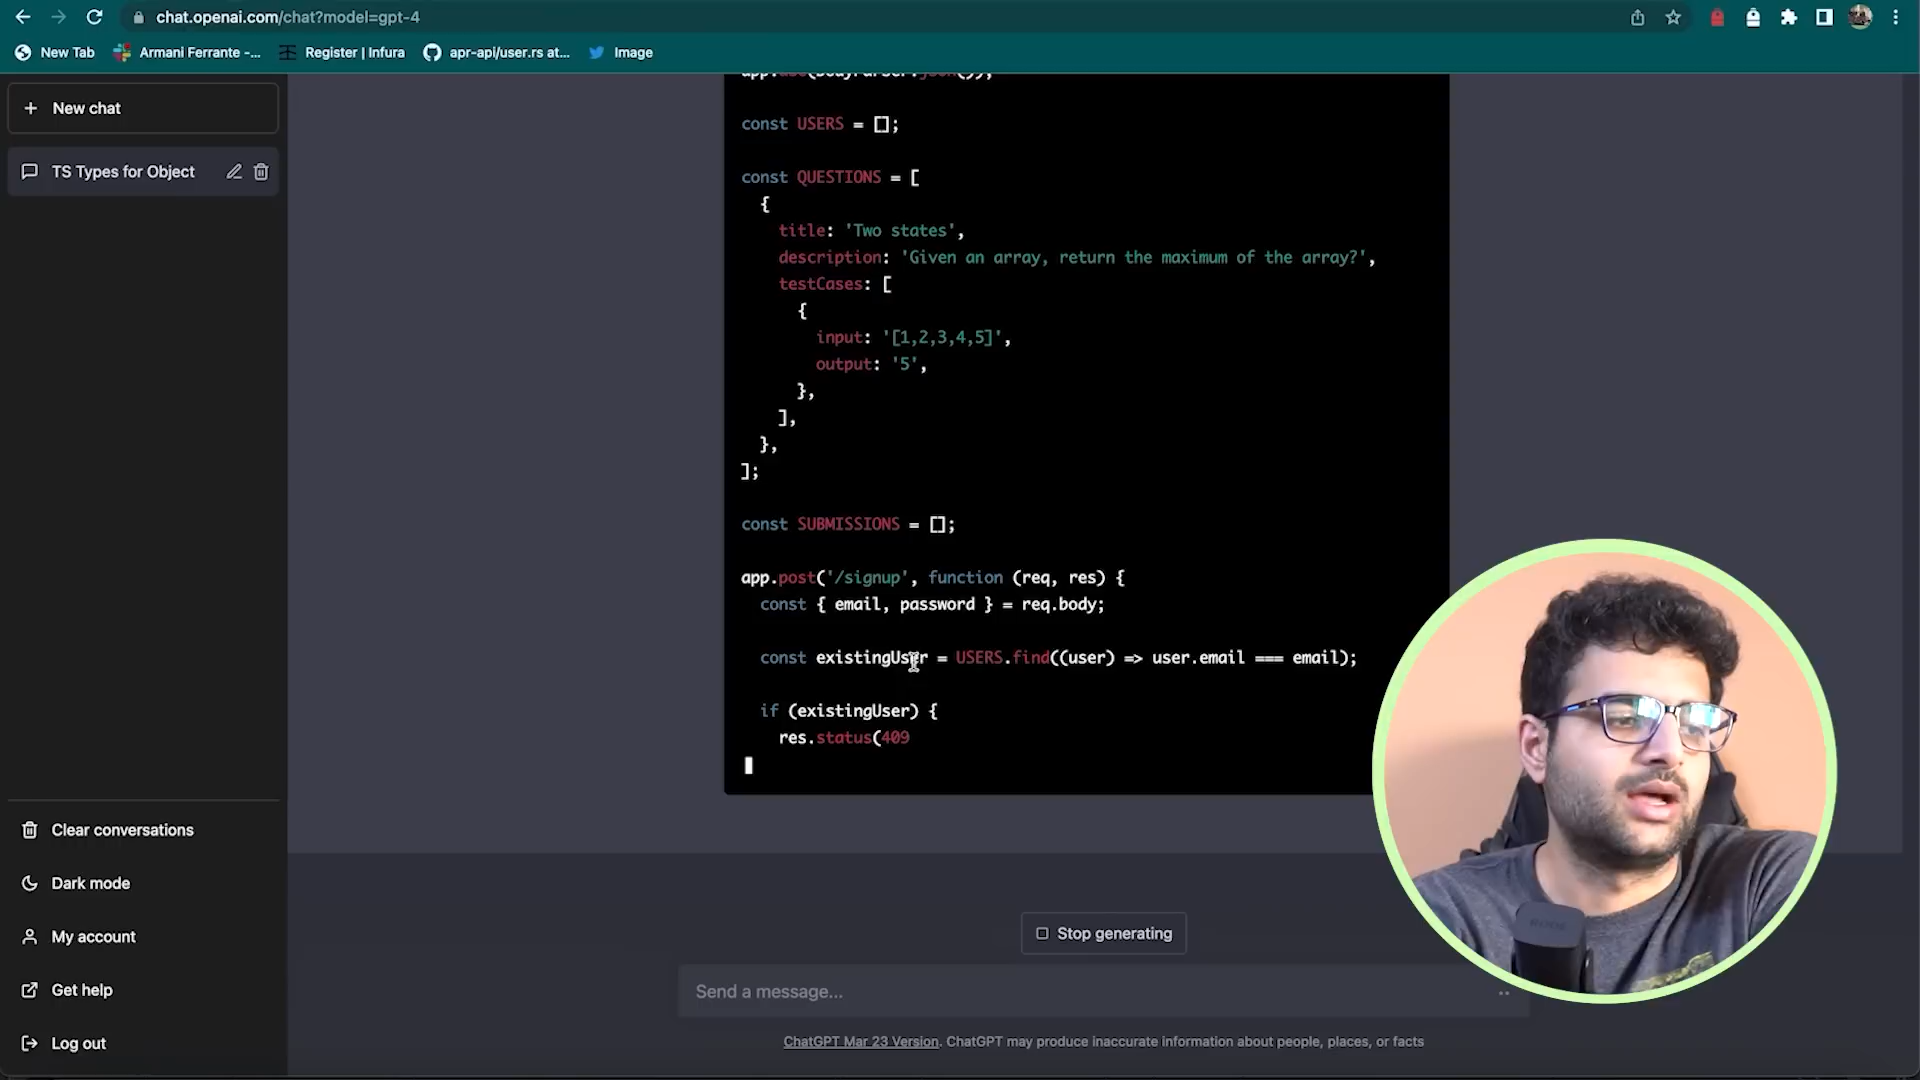 chat.openai.com/chat?model=gpt-4
New Tab
Armani Ferrante -...
Register | Infura
apr-api/user.rs at...
Image
New chat
TS Types for Object
app.use(bodyParser.json());
const USERS = [];
const QUESTIONS = [
{
title: 'Two states',
description: 'Given an array, return the maximum of the array?',
testCases: [
{
input: '[1,2,3,4,5]',
output: '5',
},
],
},
];
const SUBMISSIONS = [];
app.post('/signup', function (req, res) {
const { email, password } = req.body;
const existingUser = USERS.find((user) => user.email === email);
if (existingUser) {
res.status(409
Clear conversations
Dark mode
My account
Get help
Log out
Stop generating
Send a message...
ChatGPT Mar 23 Version. ChatGPT may produce inaccurate information about people, places, or facts
RODE